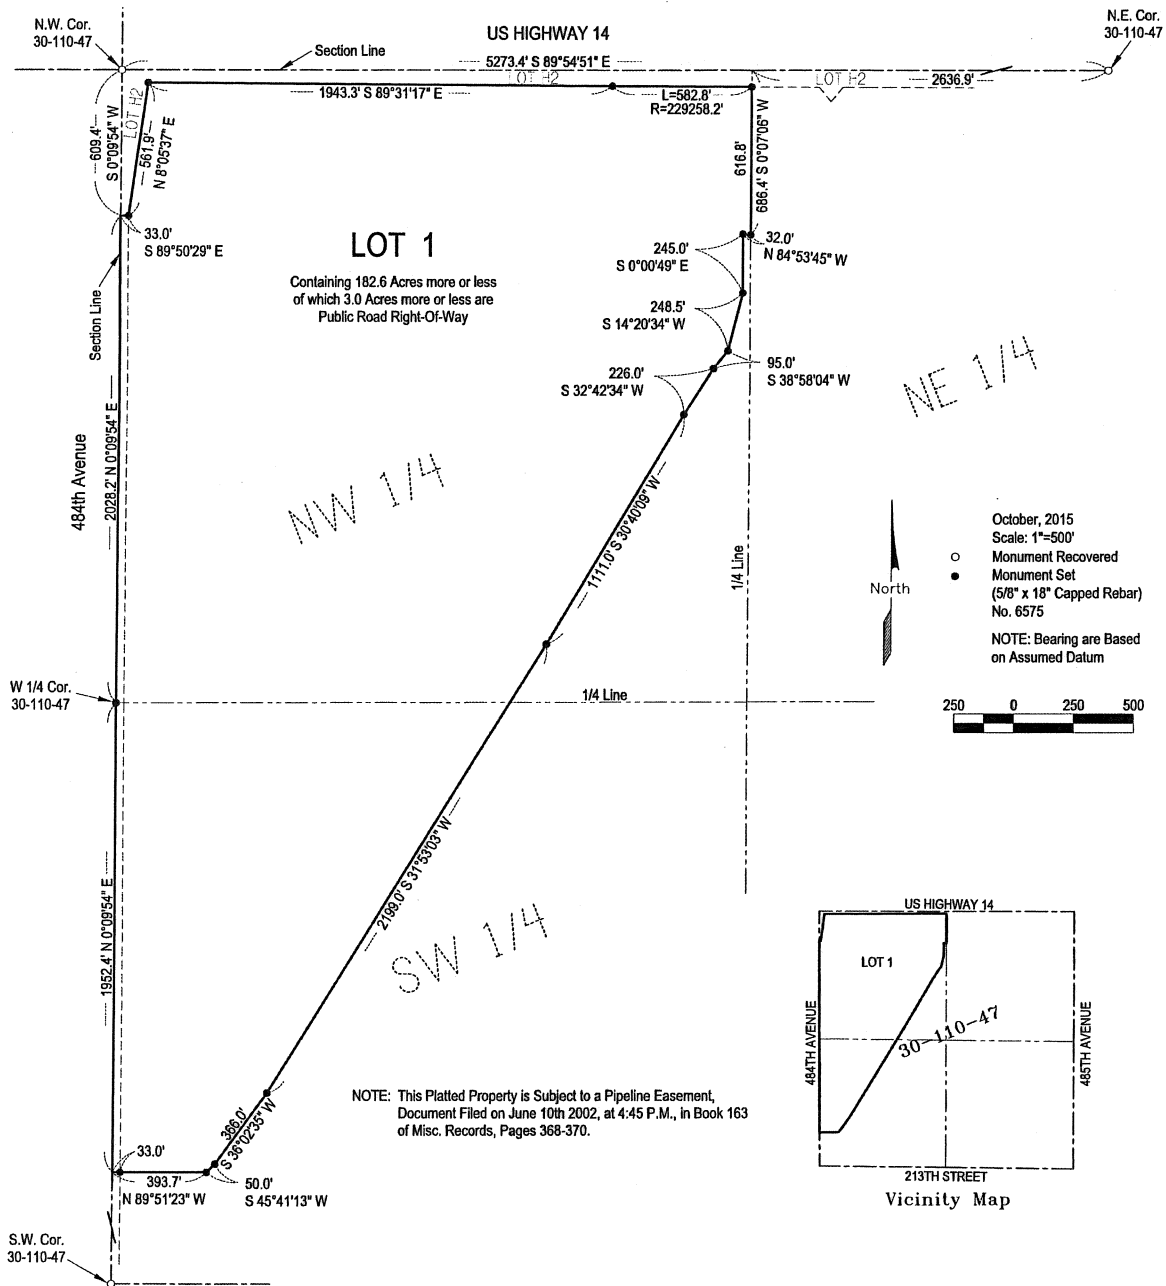 N.W. Cor.
30-110-47
US HIGHWAY 14
N.E. Cor.
30-110-47
Section Line
5273.4' S 89°54'51" E
LOT H2
LOT H2
2636.9'
1943.3' S 89°31'17" E
L=582.8'
R=229258.2'
609.4'
S 0°09'54" W
LOT H2
561.9'
N 8°05'37" E
616.8'
686.4' S 0°07'06" W
33.0'
S 89°50'29" E
LOT 1
Containing 182.6 Acres more or less
of which 3.0 Acres more or less are
Public Road Right-Of-Way
245.0'
S 0°00'49" E
32.0'
N 84°53'45" W
248.5'
S 14°20'34" W
95.0'
S 38°58'04" W
226.0'
S 32°42'34" W
Section Line
484th Avenue
2028.2' N 0°09'54" E
NW 1/4
NE 1/4
1111.0' S 30°40'09" W
1/4 Line
North
October, 2015
Scale: 1"=500'
Monument Recovered
Monument Set
(5/8" x 18" Capped Rebar)
No. 6575
NOTE: Bearing are Based
on Assumed Datum
W 1/4 Cor.
30-110-47
1/4 Line
250 0 250 500
2199.0' S 31°53'03" W
SW 1/4
1952.4' N 0°09'54" E
US HIGHWAY 14
LOT 1
484TH AVENUE
30-110-47
485TH AVENUE
213TH STREET
Vicinity Map
NOTE: This Platted Property is Subject to a Pipeline Easement,
Document Filed on June 10th 2002, at 4:45 P.M., in Book 163
of Misc. Records, Pages 368-370.
366.0'
S 36°02'35" W
33.0'
393.7'
N 89°51'23" W
50.0'
S 45°41'13" W
S.W. Cor.
30-110-47